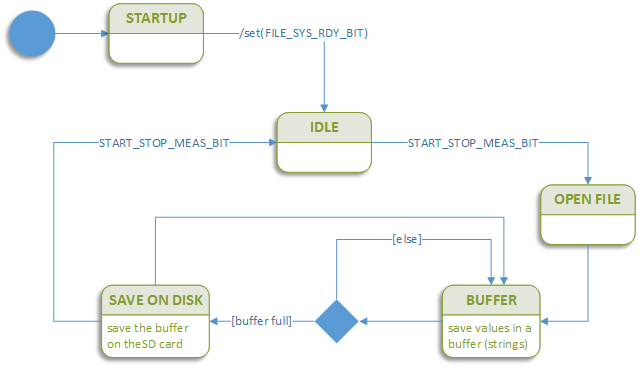 STARTUP
/set(FILE_SYS_RDY_BIT)
IDLE
START_STOP_MEAS_BIT
START_STOP_MEAS_BIT
OPEN FILE
[else]
SAVE ON DISK
save the buffer
on theSD card
[buffer full]
BUFFER
save values in a
buffer (strings)